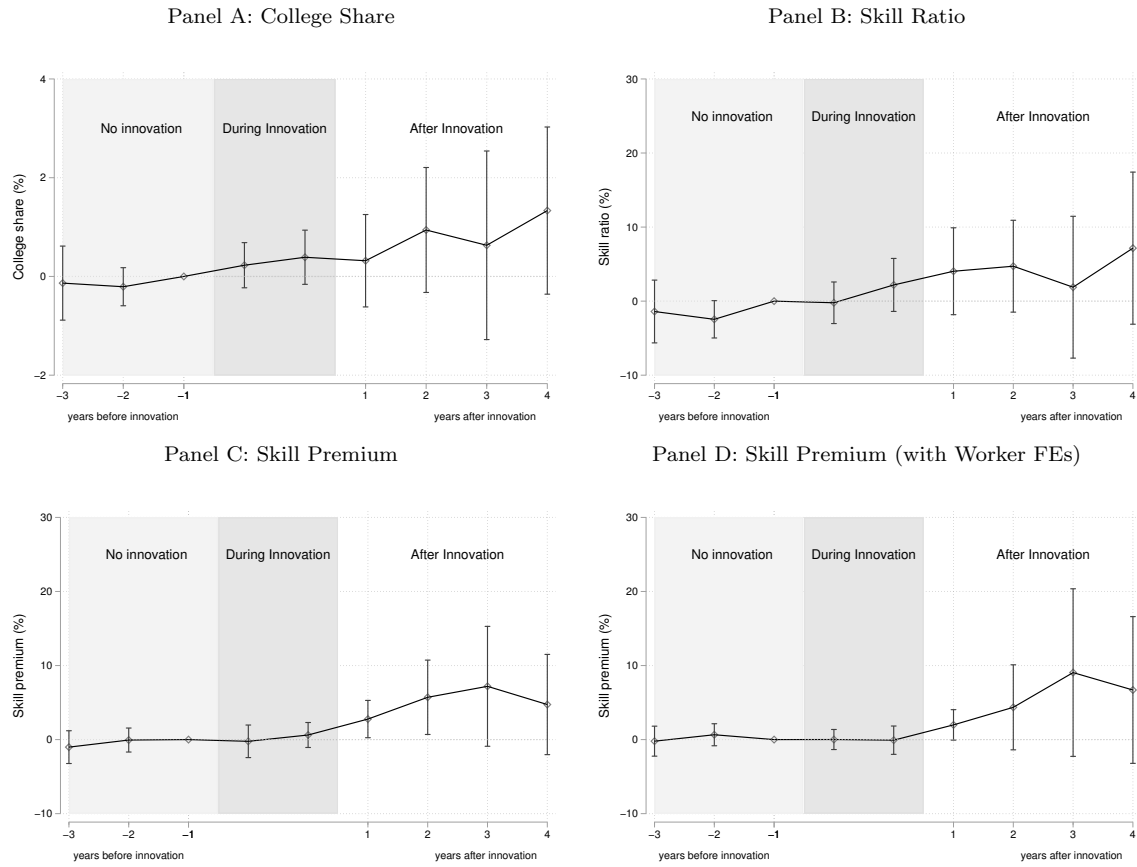 Panel A: College Share
4
2
0
−2
College share (%)
No innovation
During Innovation
After Innovation
−3
−2
−1
1
2
3
4
years before innovation
years after innovation
Panel B: Skill Ratio
30
20
10
0
−10
Skill ratio (%)
No innovation
During Innovation
After Innovation
−3
−2
−1
1
2
3
4
years before innovation
years after innovation
Panel C: Skill Premium
30
20
10
0
−10
Skill premium (%)
No innovation
During Innovation
After Innovation
−3
−2
−1
1
2
3
4
years before innovation
years after innovation
Panel D: Skill Premium (with Worker FEs)
30
20
10
0
−10
Skill premium (%)
No innovation
During Innovation
After Innovation
−3
−2
−1
1
2
3
4
years before innovation
years after innovation